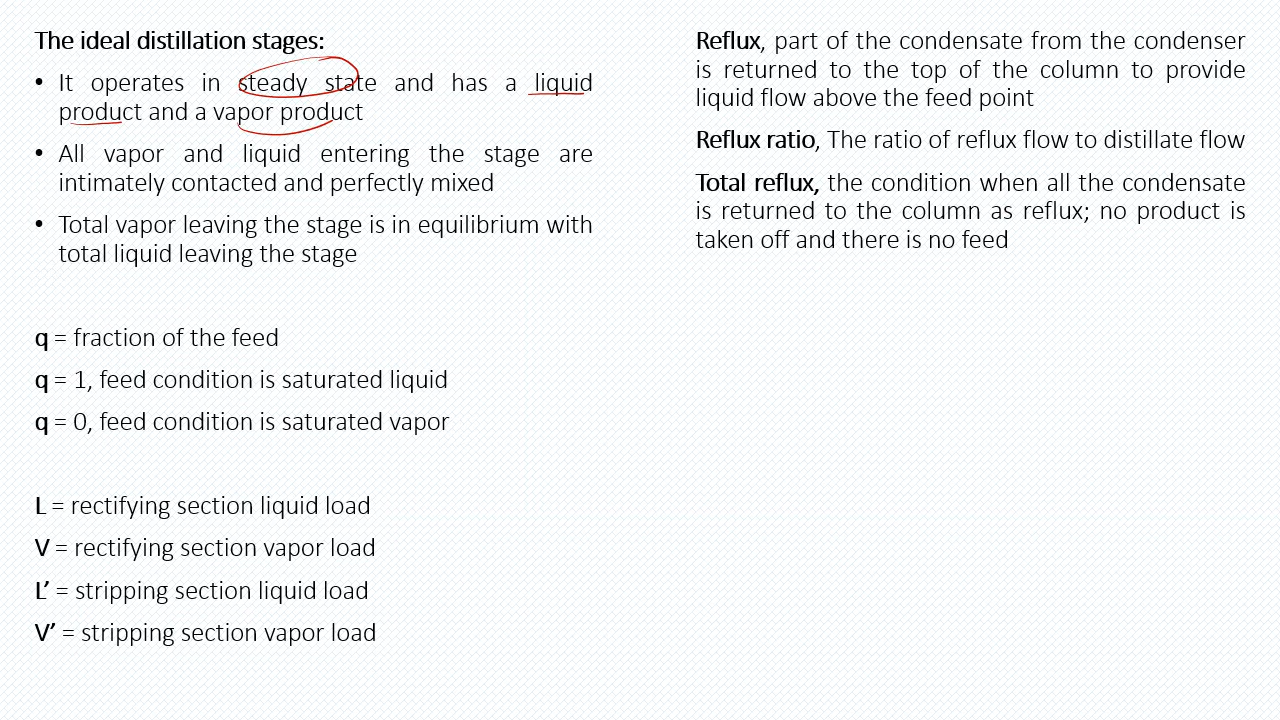 The ideal distillation stages:
• It operates in steady state and has a liquid
product and a vapor product
• All vapor and liquid entering the stage are
intimately contacted and perfectly mixed
• Total vapor leaving the stage is in equilibrium with
total liquid leaving the stage
q = fraction of the feed
q = 1, feed condition is saturated liquid
q = 0, feed condition is saturated vapor
L = rectifying section liquid load
V = rectifying section vapor load
L’ = stripping section liquid load
V’ = stripping section vapor load
Reflux, part of the condensate from the condenser
is returned to the top of the column to provide
liquid flow above the feed point
Reflux ratio, The ratio of reflux flow to distillate flow
Total reflux, the condition when all the condensate
is returned to the column as reflux; no product is
taken off and there is no feed